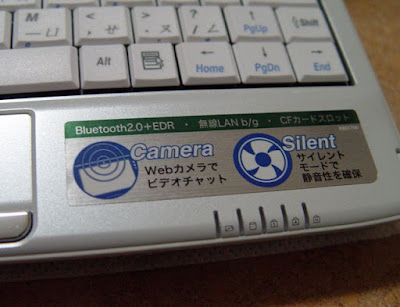 M ㄩ
ㄝ
PgUp
⇧Shift
Alt
Home
PgDn
End
Bluetooth2.0+EDR ・ 無線LAN b/g ・ CFカードスロット
Camera
Webカメラで
ビデオチャット
Silent
サイレント
モードで
静音性を確保